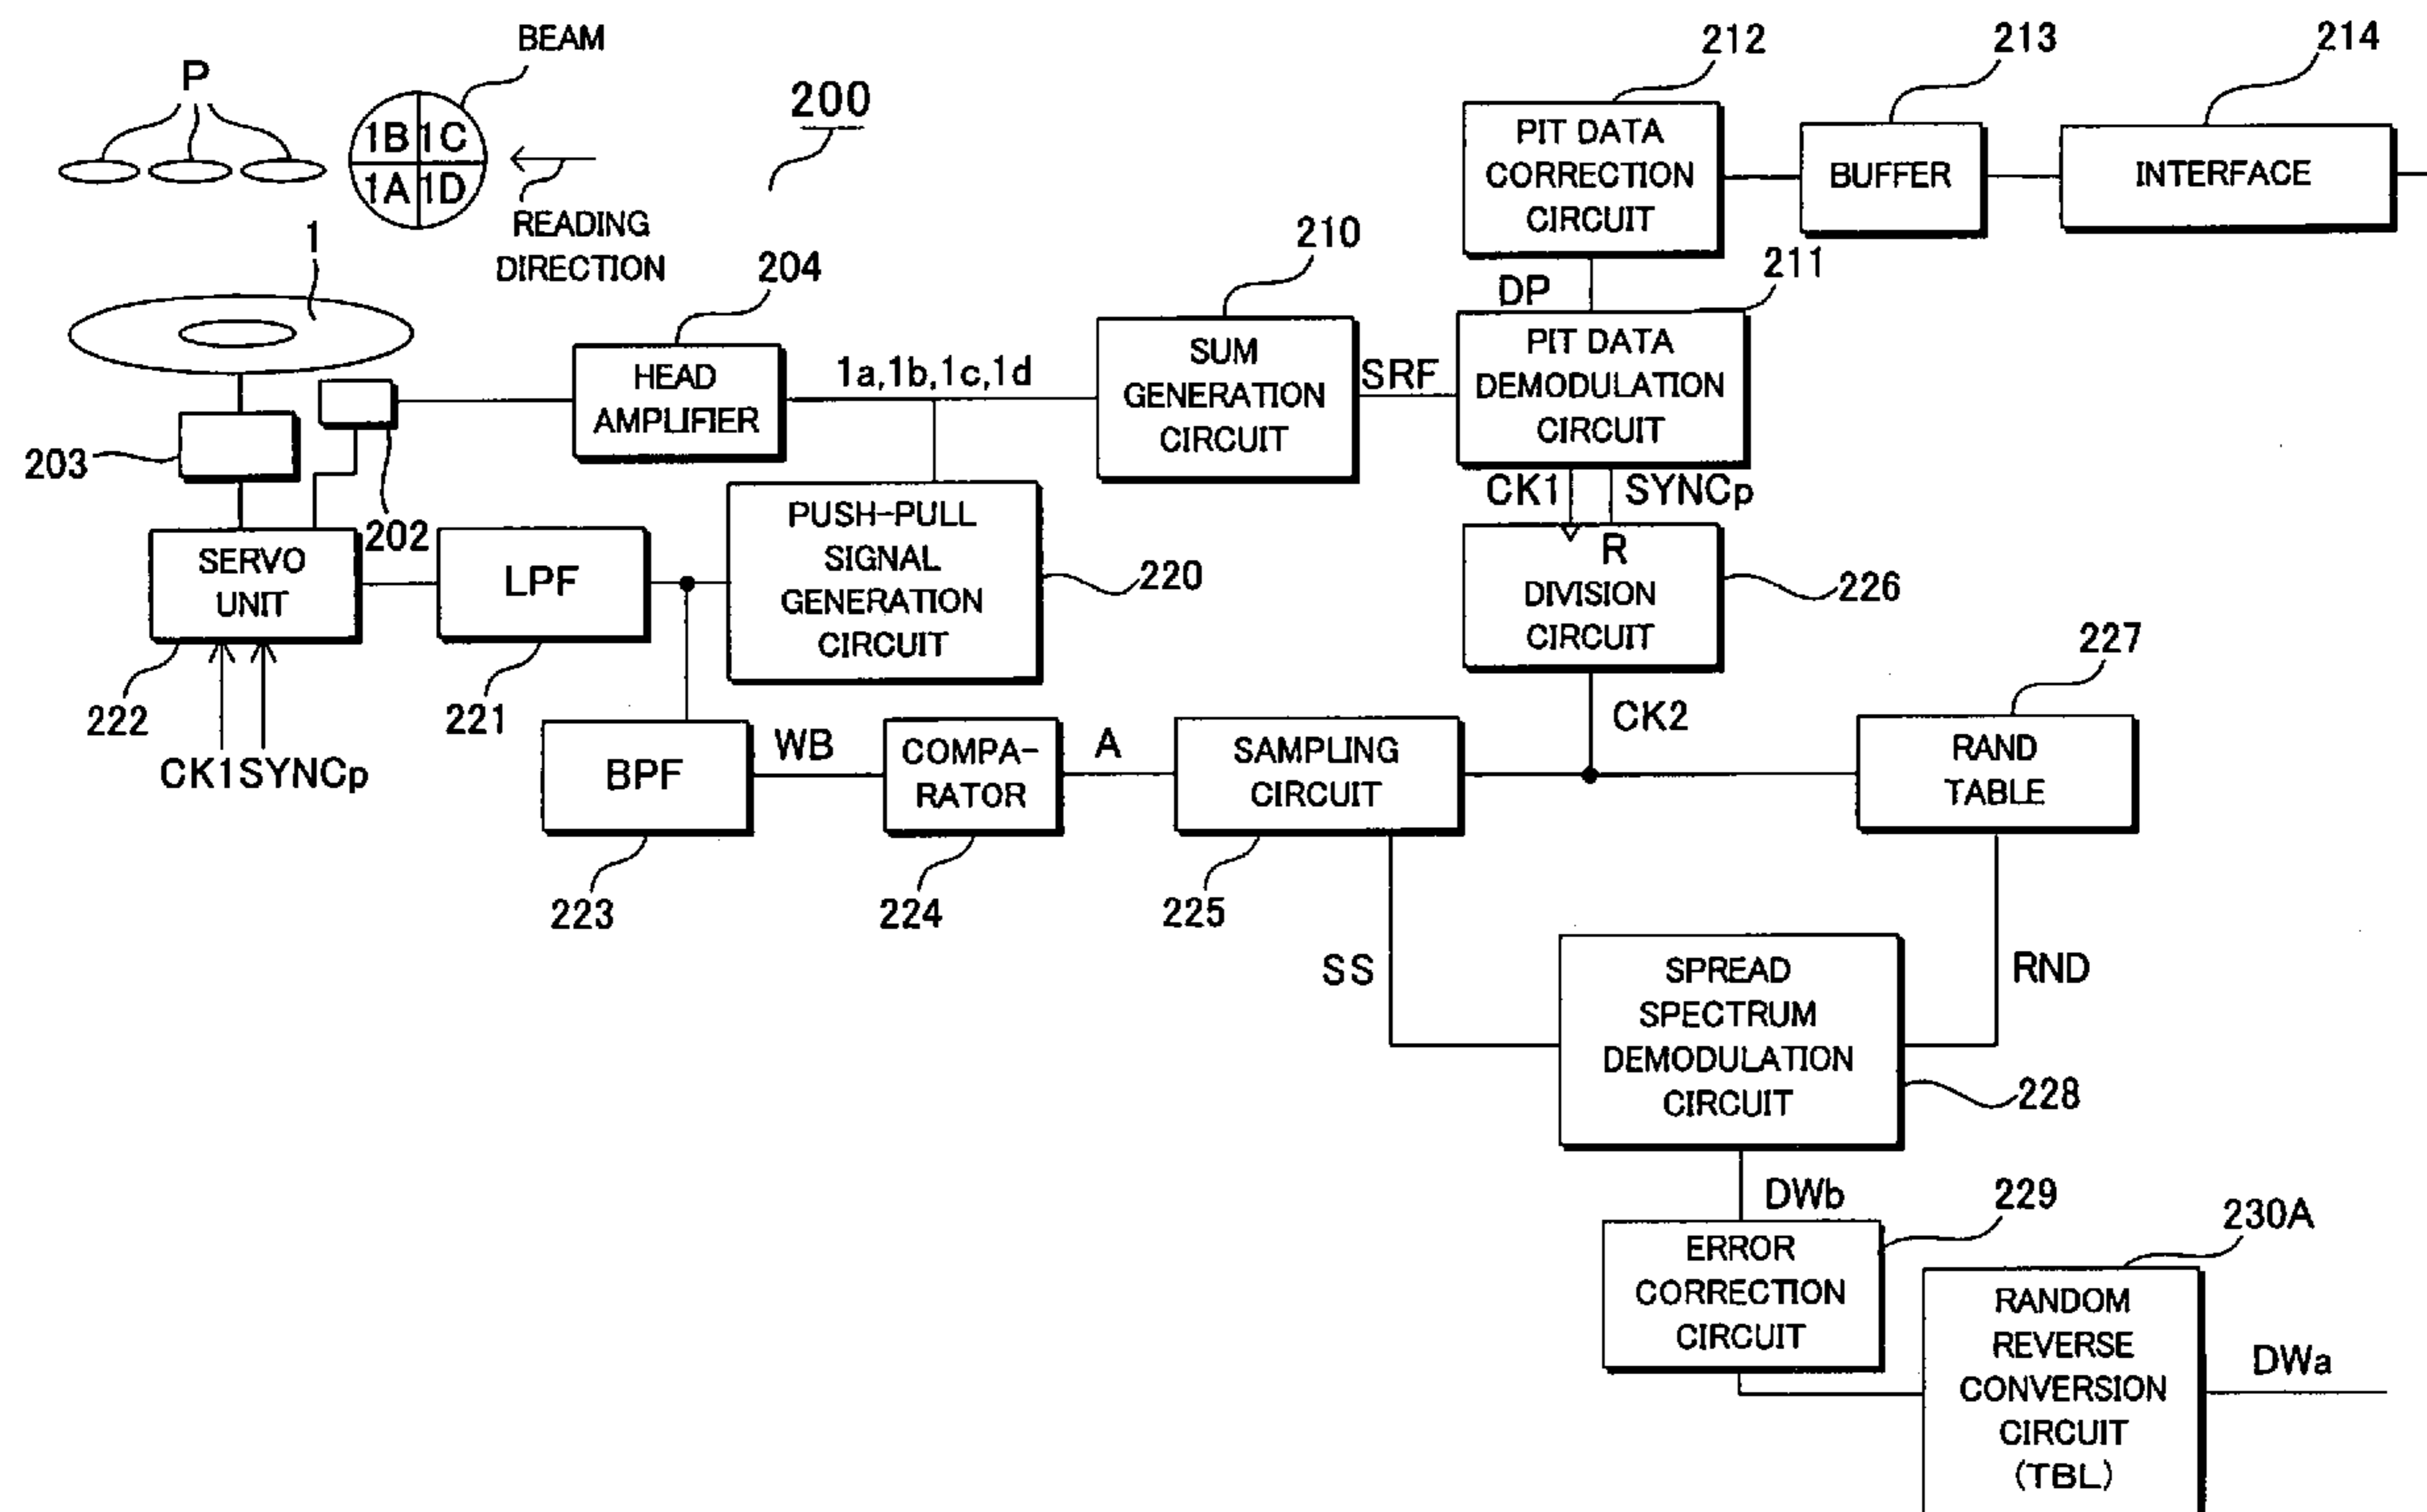 BEAM
P
1B 1C
1A 1D
READING
DIRECTION
200
212
213
214
PIT DATA
CORRECTION
CIRCUIT
BUFFER
INTERFACE
1
204
210
211
DP
HEAD
AMPLIFIER
1a,1b,1c,1d
SUM
GENERATION
CIRCUIT
SRF
PIT DATA
DEMODULATION
CIRCUIT
203
202
CK1
SYNCp
SERVO
UNIT
LPF
PUSH-PULL
SIGNAL
GENERATION
CIRCUIT
220
R
DIVISION
CIRCUIT
226
222
221
227
CK1SYNCp
CK2
BPF
WB
COMPA-
RATOR
A
SAMPLING
CIRCUIT
RAND
TABLE
223
224
225
SS
RND
SPREAD
SPECTRUM
DEMODULATION
CIRCUIT
228
DWb
229
230A
ERROR
CORRECTION
CIRCUIT
RANDOM
REVERSE
CONVERSION
CIRCUIT
(TBL)
DWa